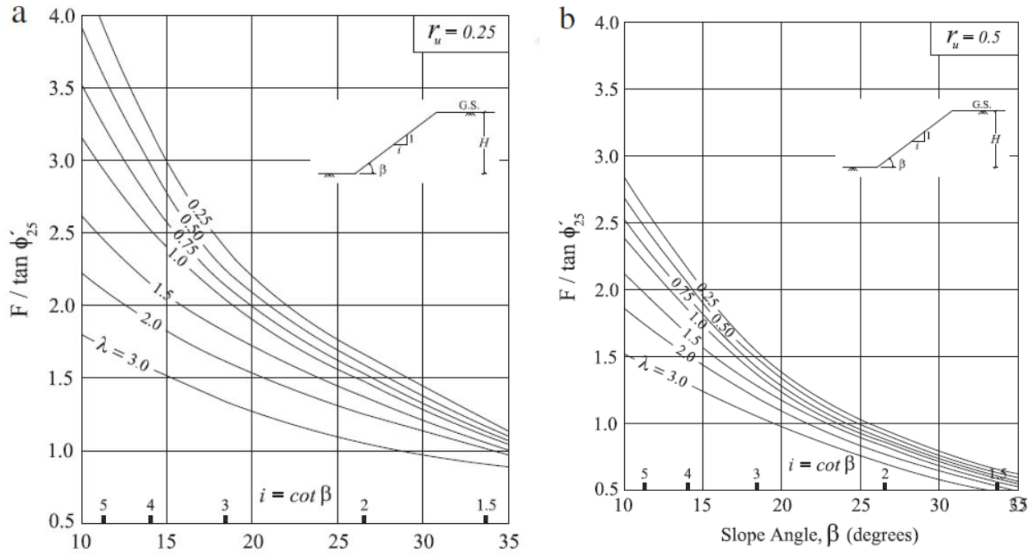 a
4.0
3.5
3.0
2.5
2.0
1.5
1.0
0.5
F / tan ϕ′25
r_u = 0.25
G.S.
1
i
β
H
0.25
0.50
0.75
1.0
1.5
2.0
λ = 3.0
i = cot β
5 4 3 2 1.5
10 15 20 25 30 35
b
4.0
3.5
3.0
2.5
2.0
1.5
1.0
0.5
F / tan ϕ′25
r_u = 0.5
G.S.
1
i
β
H
0.25
0.50
0.75
1.0
1.5
2.0
λ = 3.0
i = cot β
5 4 3 2 1.5
10 15 20 25 30
Slope Angle, β (degrees)